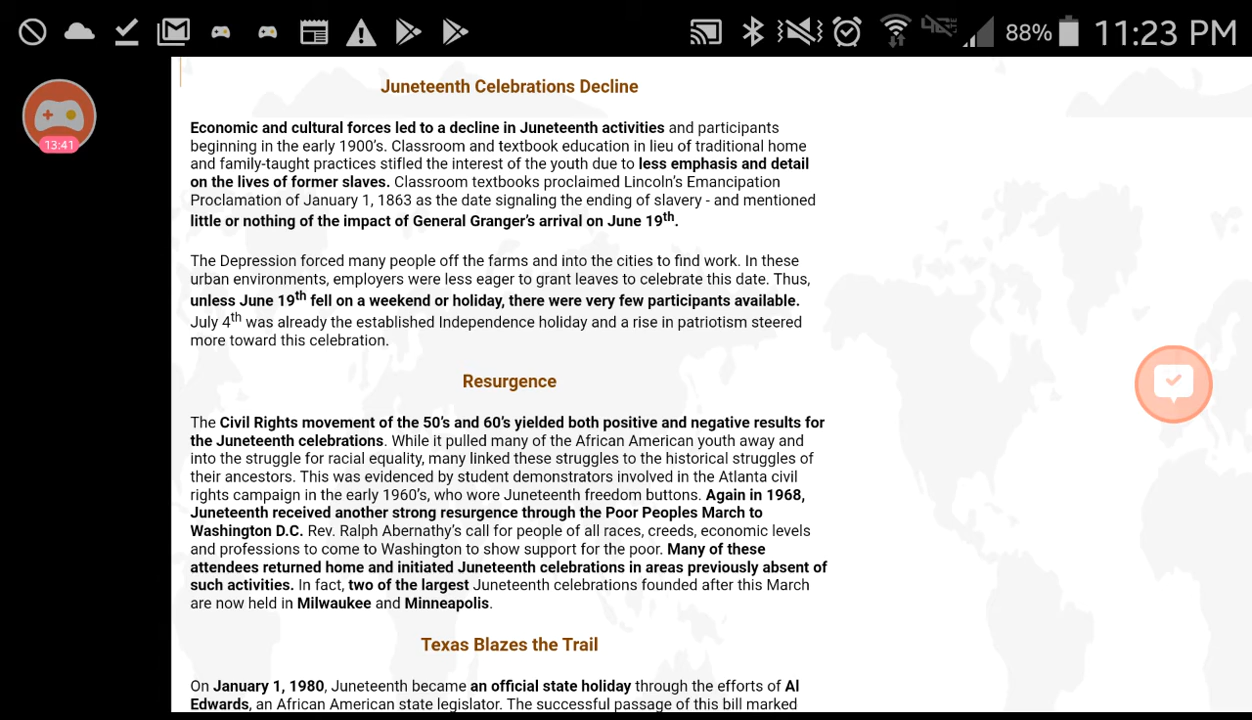 88% 11:23 PM
13:41
Juneteenth Celebrations Decline
Economic and cultural forces led to a decline in Juneteenth activities and participants
beginning in the early 1900's. Classroom and textbook education in lieu of traditional home
and family-taught practices stifled the interest of the youth due to less emphasis and detail
on the lives of former slaves. Classroom textbooks proclaimed Lincoln's Emancipation
Proclamation of January 1, 1863 as the date signaling the ending of slavery - and mentioned
little or nothing of the impact of General Granger's arrival on June 19th.
The Depression forced many people off the farms and into the cities to find work. In these
urban environments, employers were less eager to grant leaves to celebrate this date. Thus,
unless June 19th fell on a weekend or holiday, there were very few participants available.
July 4th was already the established Independence holiday and a rise in patriotism steered
more toward this celebration.
Resurgence
The Civil Rights movement of the 50's and 60's yielded both positive and negative results for
the Juneteenth celebrations. While it pulled many of the African American youth away and
into the struggle for racial equality, many linked these struggles to the historical struggles of
their ancestors. This was evidenced by student demonstrators involved in the Atlanta civil
rights campaign in the early 1960's, who wore Juneteenth freedom buttons. Again in 1968,
Juneteenth received another strong resurgence through the Poor Peoples March to
Washington D.C. Rev. Ralph Abernathy's call for people of all races, creeds, economic levels
and professions to come to Washington to show support for the poor. Many of these
attendees returned home and initiated Juneteenth celebrations in areas previously absent of
such activities. In fact, two of the largest Juneteenth celebrations founded after this March
are now held in Milwaukee and Minneapolis.
Texas Blazes the Trail
On January 1, 1980, Juneteenth became an official state holiday through the efforts of Al
Edwards, an African American state legislator. The successful passage of this bill marked